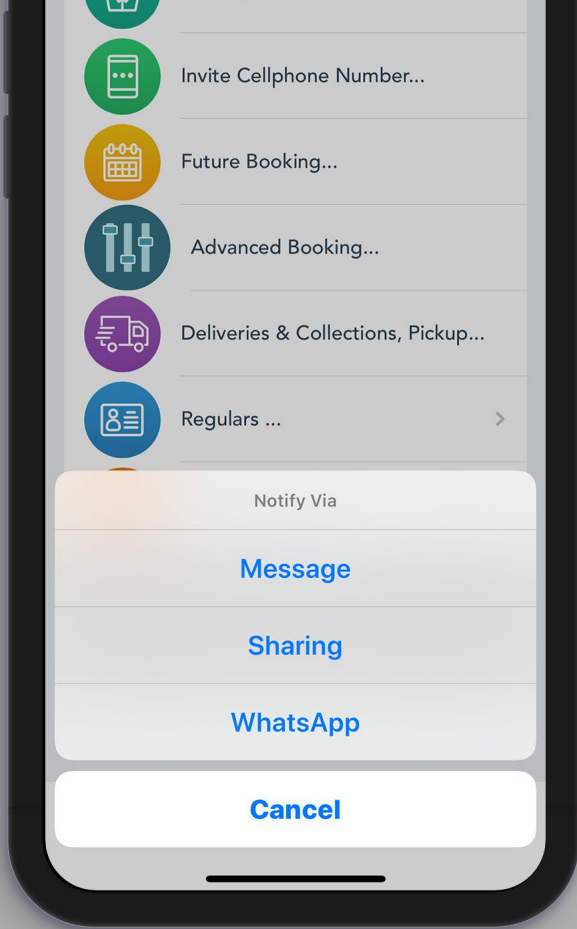 Invite Cellphone Number...
Future Booking...
Advanced Booking...
Deliveries & Collections, Pickup...
Regulars ...
Notify Via
Message
Sharing
WhatsApp
Cancel